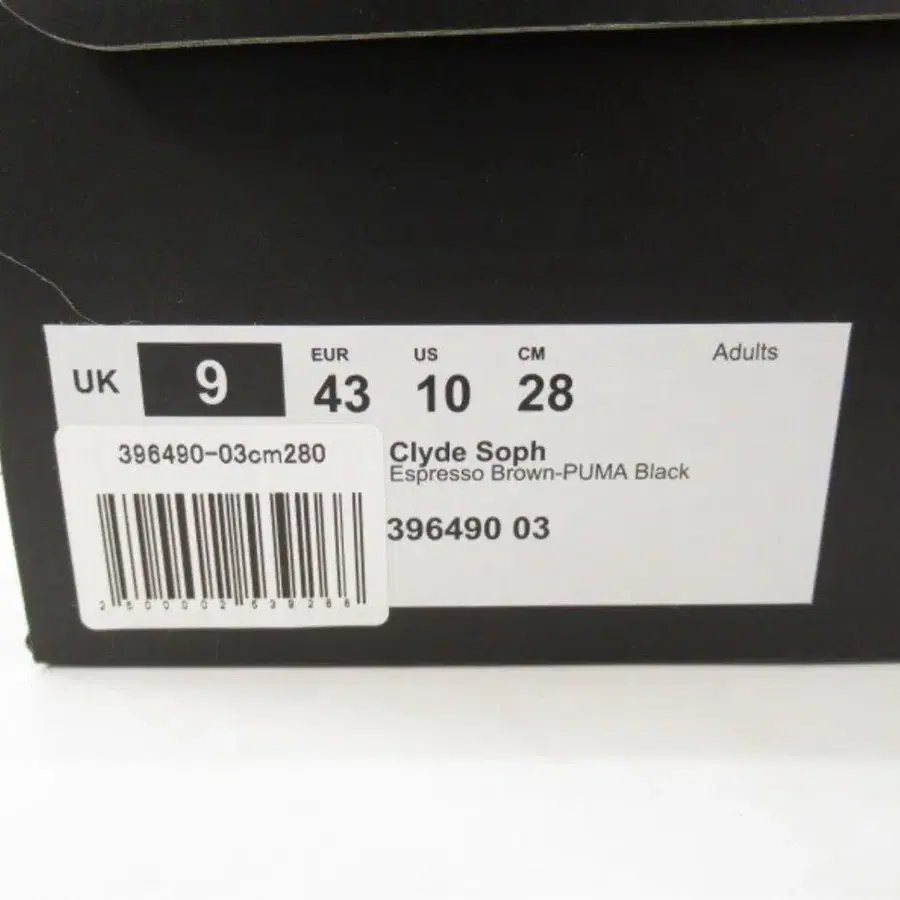 EUR US CM Adults
UK 9 43 10 28
396490-03cm280
Clyde Soph
Espresso Brown-PUMA Black
396490 03